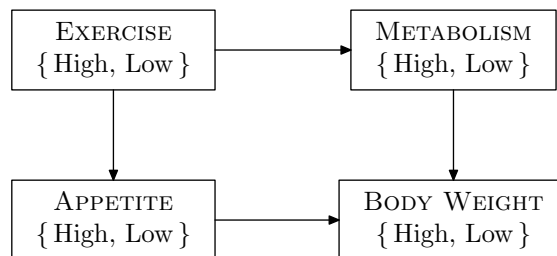 EXERCISE
{High, Low}
METABOLISM
{High, Low}
APPETITE
{High, Low}
BODY WEIGHT
{High, Low}